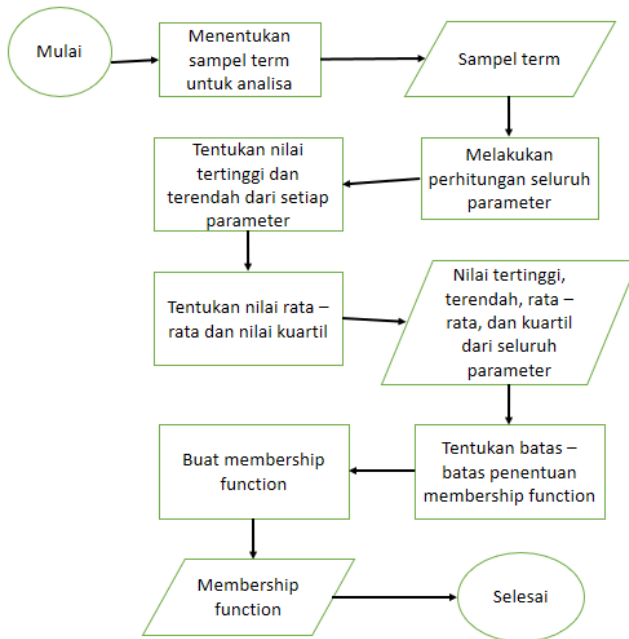 Mulai
Menentukan
sampel term
untuk analisa
Sampel term
Melakukan
perhitungan seluruh
parameter
Tentukan nilai
tertinggi dan
terendah dari setiap
parameter
Tentukan nilai rata –
rata dan nilai kuartil
Nilai tertinggi,
terendah, rata –
rata, dan kuartil
dari seluruh
parameter
Tentukan batas –
batas penentuan
membership function
Buat membership
function
Membership
function
Selesai